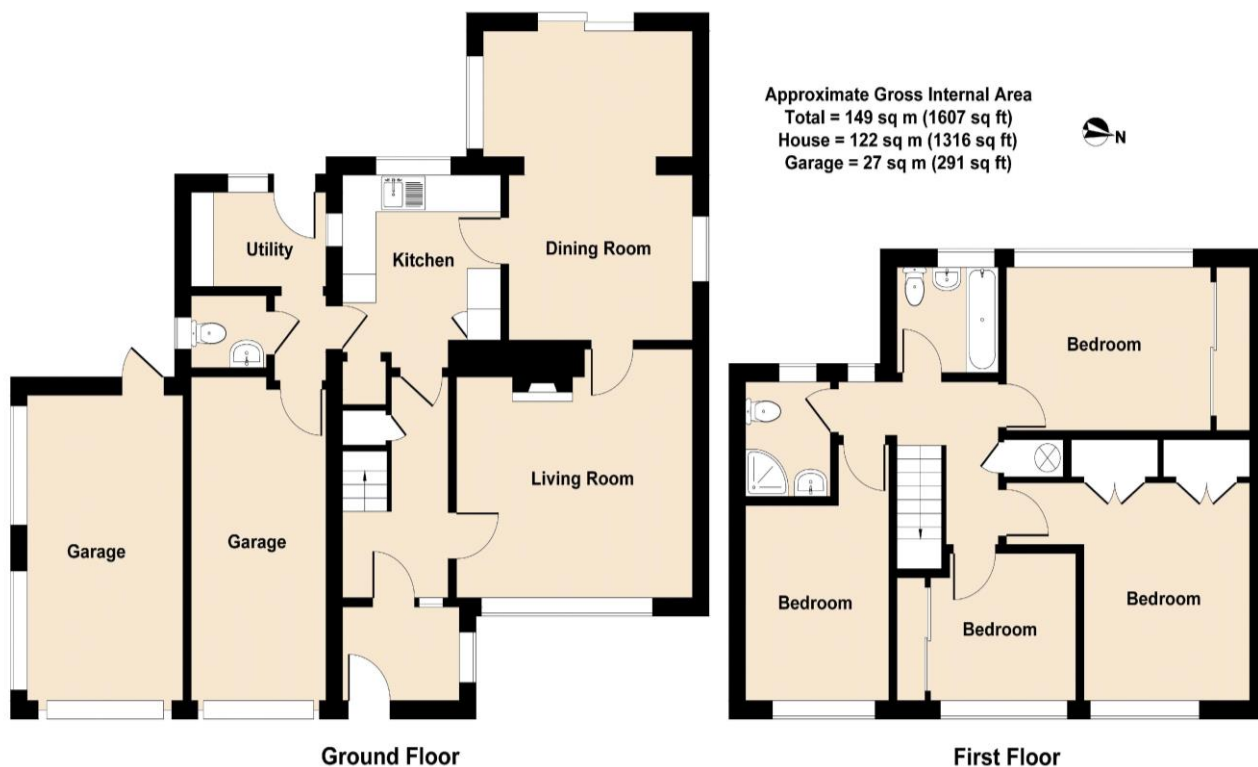 Approximate Gross Internal Area
Total = 149 sq m (1607 sq ft)
House = 122 sq m (1316 sq ft)
Garage = 27 sq m (291 sq ft)
N
Utility
Kitchen
Dining Room
Living Room
Garage
Garage
Ground Floor
Bedroom
Bedroom
Bedroom
Bedroom
First Floor